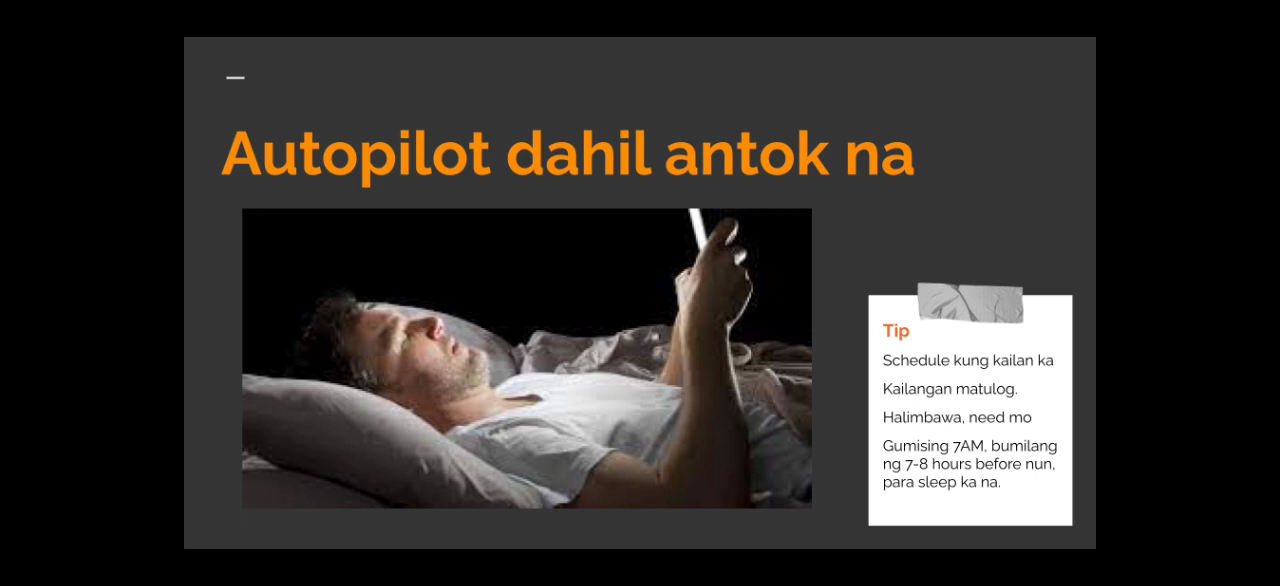 Autopilot dahil antok na
Tip
Schedule kung kailan ka
Kailangan matulog.
Halimbawa, need mo
Gumising 7AM, bumilang
ng 7-8 hours before nun,
para sleep ka na.